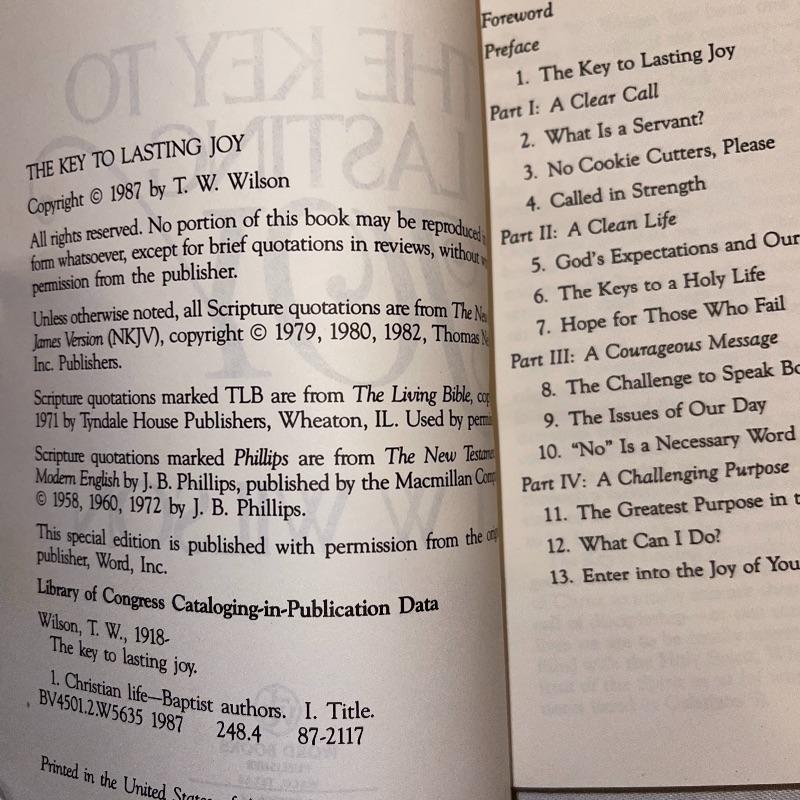 THE KEY TO LASTING JOY
Copyright © 1987 by T. W. Wilson
All rights reserved. No portion of this book may be reproduced
form whatsoever, except for brief quotations in reviews, without
permission from the publisher.
Unless otherwise noted, all Scripture quotations are from The
James Version (NKJV), copyright © 1979, 1980, 1982, Thomas
Inc. Publishers.
Scripture quotations marked TLB are from The Living Bible,
1971 by Tyndale House Publishers, Wheaton, IL. Used by
Scripture quotations marked Phillips are from The New
Modern English by J. B. Phillips, published by the Macmillan
© 1958, 1960, 1972 by J. B. Phillips.
This special edition is published with permission from the
publisher, Word, Inc.
Library of Congress Cataloging-in-Publication Data
Wilson, T. W., 1918-
The key to lasting joy.
1. Christian life—Baptist authors. I. Title.
BV4501.2.W5635 1987 248.4 87-2117
Printed in the United
Foreword
Preface
1. The Key to Lasting Joy
Part I: A Clear Call
2. What Is a Servant?
3. No Cookie Cutters, Please
4. Called in Strength
Part II: A Clean Life
5. God's Expectations and Our
6. The Keys to a Holy Life
7. Hope for Those Who Fail
Part III: A Courageous Message
8. The Challenge to Speak
9. The Issues of Our Day
10. “No” Is a Necessary Word
Part IV: A Challenging Purpose
11. The Greatest Purpose in
12. What Can I Do?
13. Enter into the Joy of